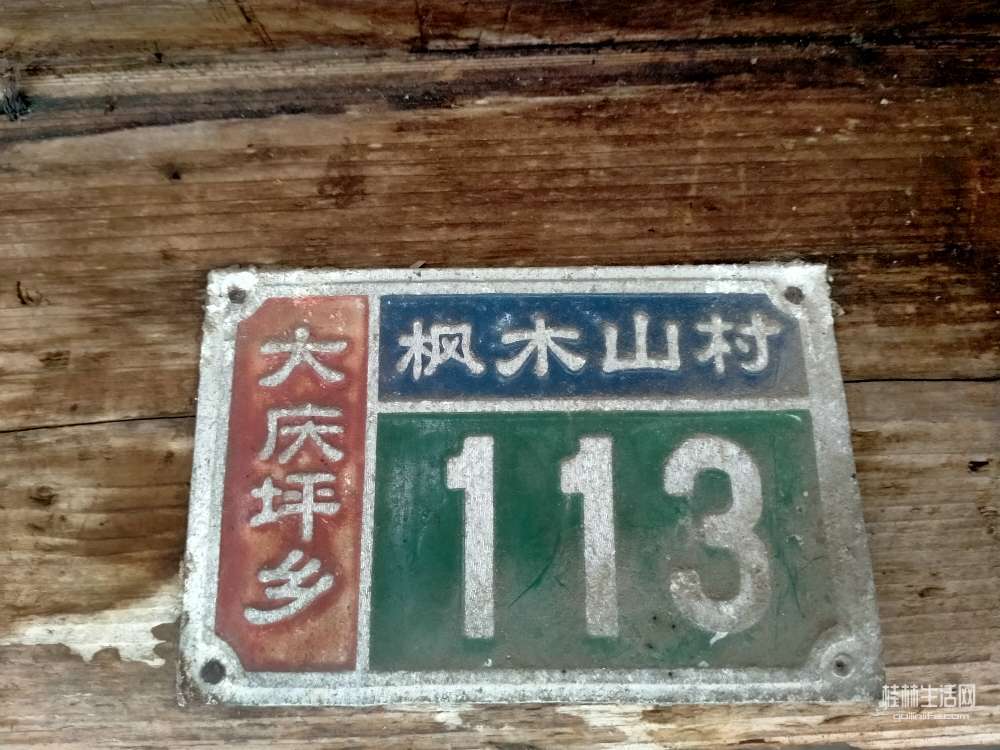 大庆坪乡
枫木山村
113
桂林生活网
guilinlife.com